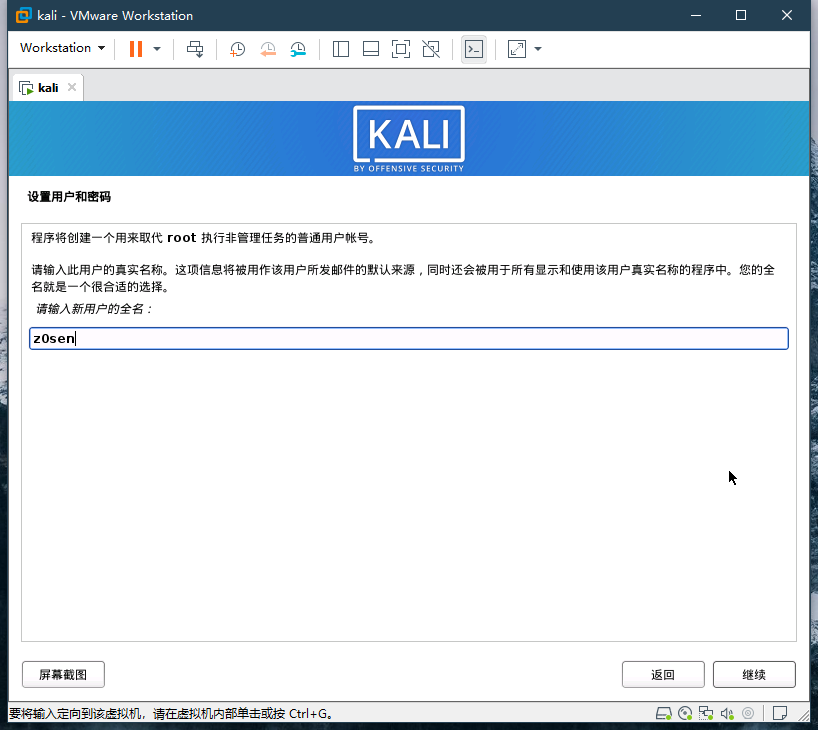 kali - VMware Workstation
Workstation
kali
KALI
BY OFFENSIVE SECURITY
设置用户和密码
程序将创建一个用来取代 root 执行非管理任务的普通用户帐号。
请输入此用户的真实名称。这项信息将被用作该用户所发邮件的默认来源，同时还会被用于所有显示和使用该用户真实名称的程序中。您的全
名就是一个很合适的选择。
请输入新用户的全名：
z0sen
屏幕截图
返回
继续
要将输入定向到该虚拟机，请在虚拟机内部单击或按 Ctrl+G。